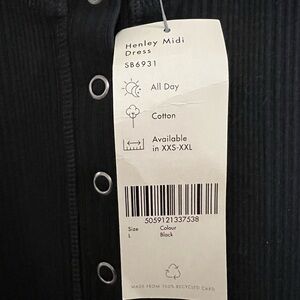 Henley Midi
Dress
SB6931
All Day
Cotton
Available
in XXS-XXL
5059121337538
Size Colour
L Black
MADE FROM 100% RECYCLED CARD